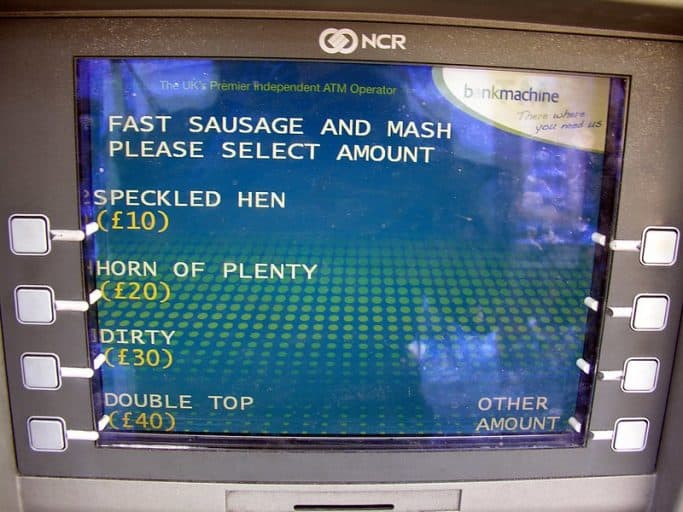 NCR
The UK's Premier Independent ATM Operator
bankmachine
There where
you need us
FAST SAUSAGE AND MASH
PLEASE SELECT AMOUNT
SPECKLED HEN
(£10)
HORN OF PLENTY
(£20)
DIRTY
(£30)
DOUBLE TOP
(£40)
OTHER
AMOUNT